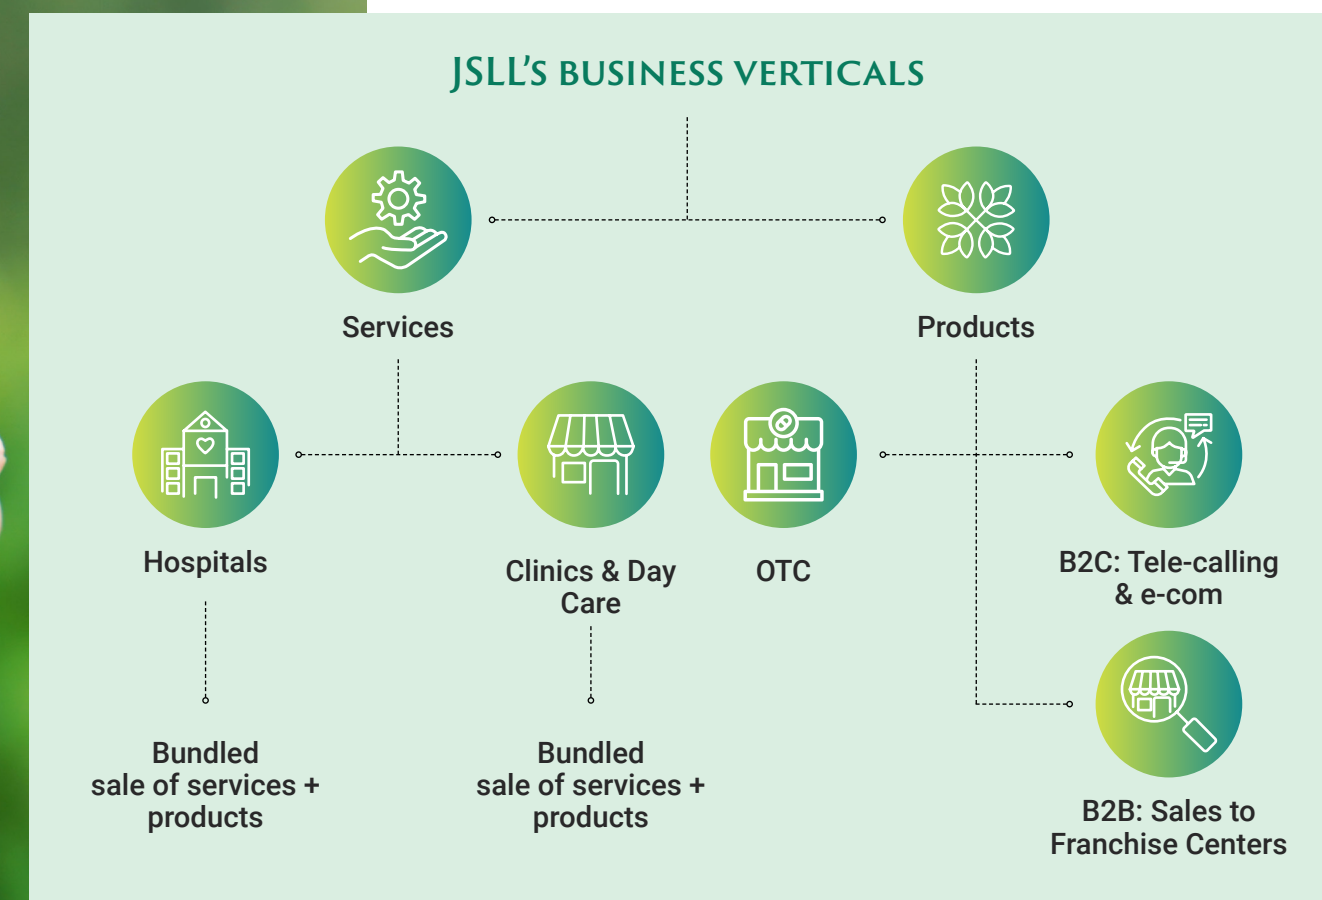 JSLL'S BUSINESS VERTICALS
Services
Products
Hospitals
Clinics & Day
Care
OTC
B2C: Tele-calling
& e-com
Bundled
sale of services +
products
Bundled
sale of services +
products
B2B: Sales to
Franchise Centers